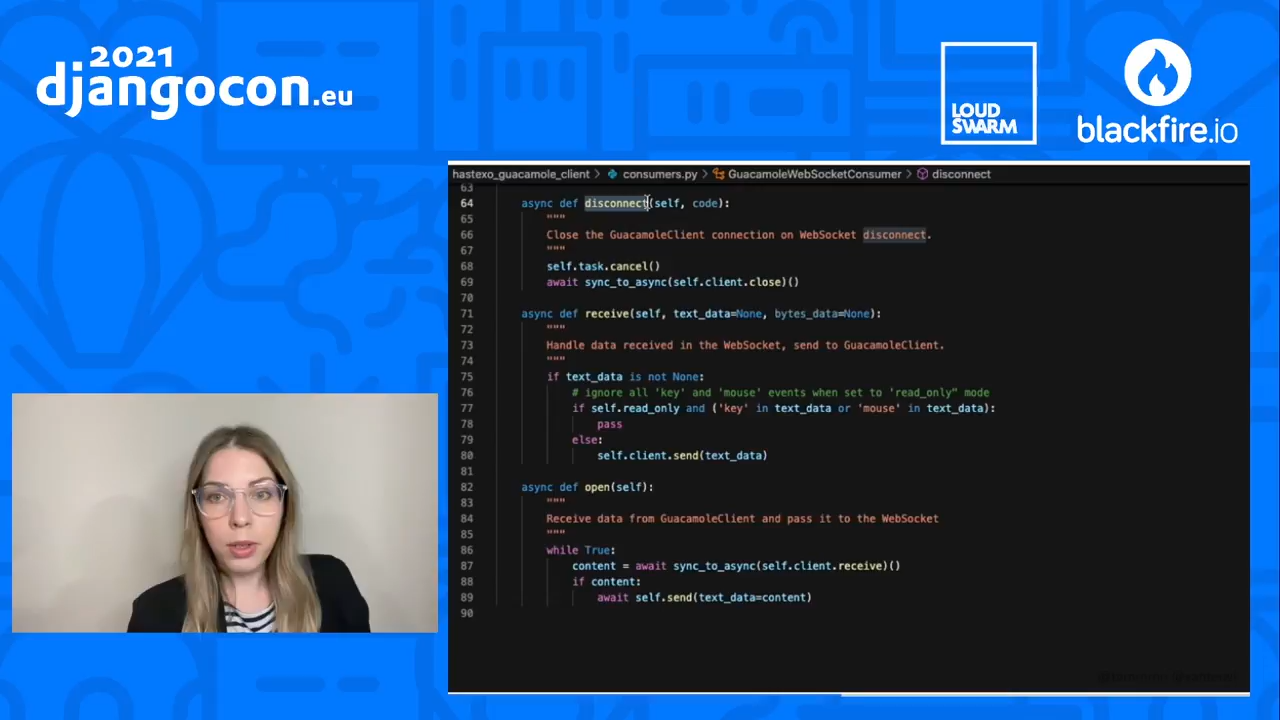 2021
djangocon.eu
LOUD
SWARM
blackfire.io
hastexo_guacamole_client > consumers.py > GuacamoleWebSocketConsumer > disconnect
63
64 async def disconnect(self, code):
65 """
66 Close the GuacamoleClient connection on WebSocket disconnect.
67 """
68 self.task.cancel()
69 await sync_to_async(self.client.close)()
70
71 async def receive(self, text_data=None, bytes_data=None):
72 """
73 Handle data received in the WebSocket, send to GuacamoleClient.
74 """
75 if text_data is not None:
76 # ignore all 'key' and 'mouse' events when set to 'read_only" mode
77 if self.read_only and ('key' in text_data or 'mouse' in text_data):
78 pass
79 else:
80 self.client.send(text_data)
81
82 async def open(self):
83 """
84 Receive data from GuacamoleClient and pass it to the WebSocket
85 """
86 while True:
87 content = await sync_to_async(self.client.receive)()
88 if content:
89 await self.send(text_data=content)
90